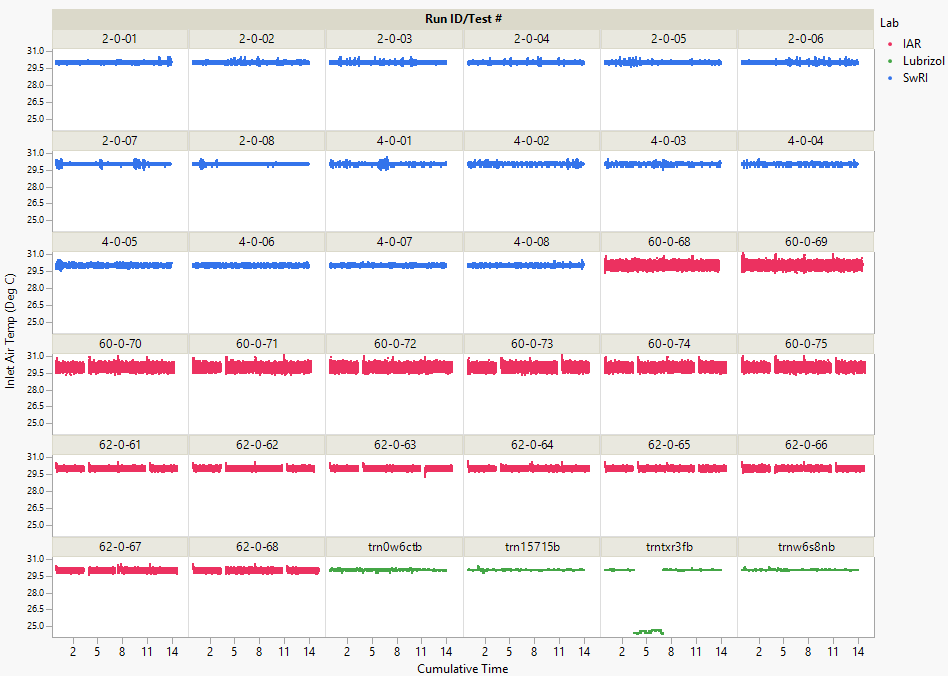 Run ID/Test #
Lab
IAR
Lubrizol
SwRI
2-0-01 2-0-02 2-0-03 2-0-04 2-0-05 2-0-06
31.0
29.5
28.0
26.5
25.0
2-0-07 2-0-08 4-0-01 4-0-02 4-0-03 4-0-04
31.0
29.5
28.0
26.5
25.0
4-0-05 4-0-06 4-0-07 4-0-08 60-0-68 60-0-69
31.0
29.5
28.0
26.5
25.0
60-0-70 60-0-71 60-0-72 60-0-73 60-0-74 60-0-75
31.0
29.5
28.0
26.5
25.0
62-0-61 62-0-62 62-0-63 62-0-64 62-0-65 62-0-66
31.0
29.5
28.0
26.5
25.0
62-0-67 62-0-68 trn0w6ctb trn15715b trntxr3fb trnw6s8nb
31.0
29.5
28.0
26.5
25.0
Inlet Air Temp (Deg C)
2 5 8 11 14 2 5 8 11 14 2 5 8 11 14 2 5 8 11 14 2 5 8 11 14 2 5 8 11 14
Cumulative Time